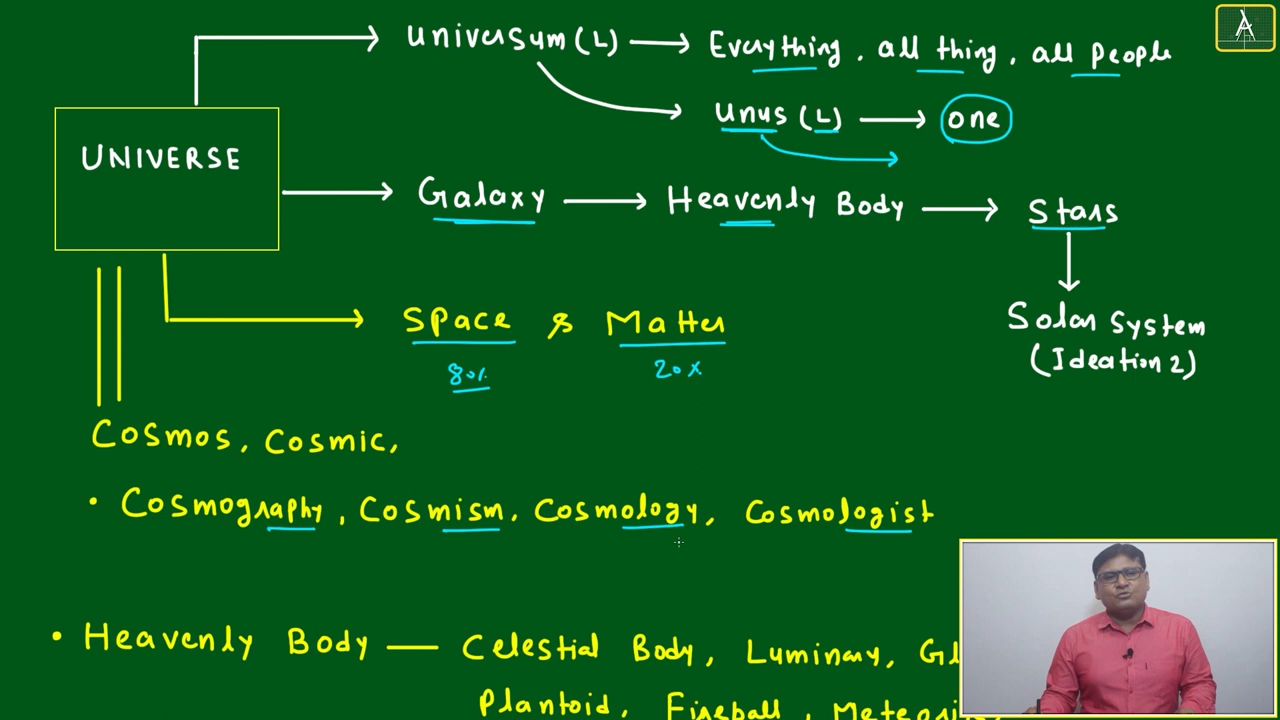 Universum (L) → Everything, all thing, all people
Unus (L) → one
UNIVERSE
Galaxy → Heavenly Body → Stars
Solar System
(Ideation 2)
Space & Matter
80% 20%
Cosmos, Cosmic,
• Cosmography, Cosmism, Cosmology, Cosmologist
• Heavenly Body — Celestial Body, Luminary,
Plantoid, Fireball,